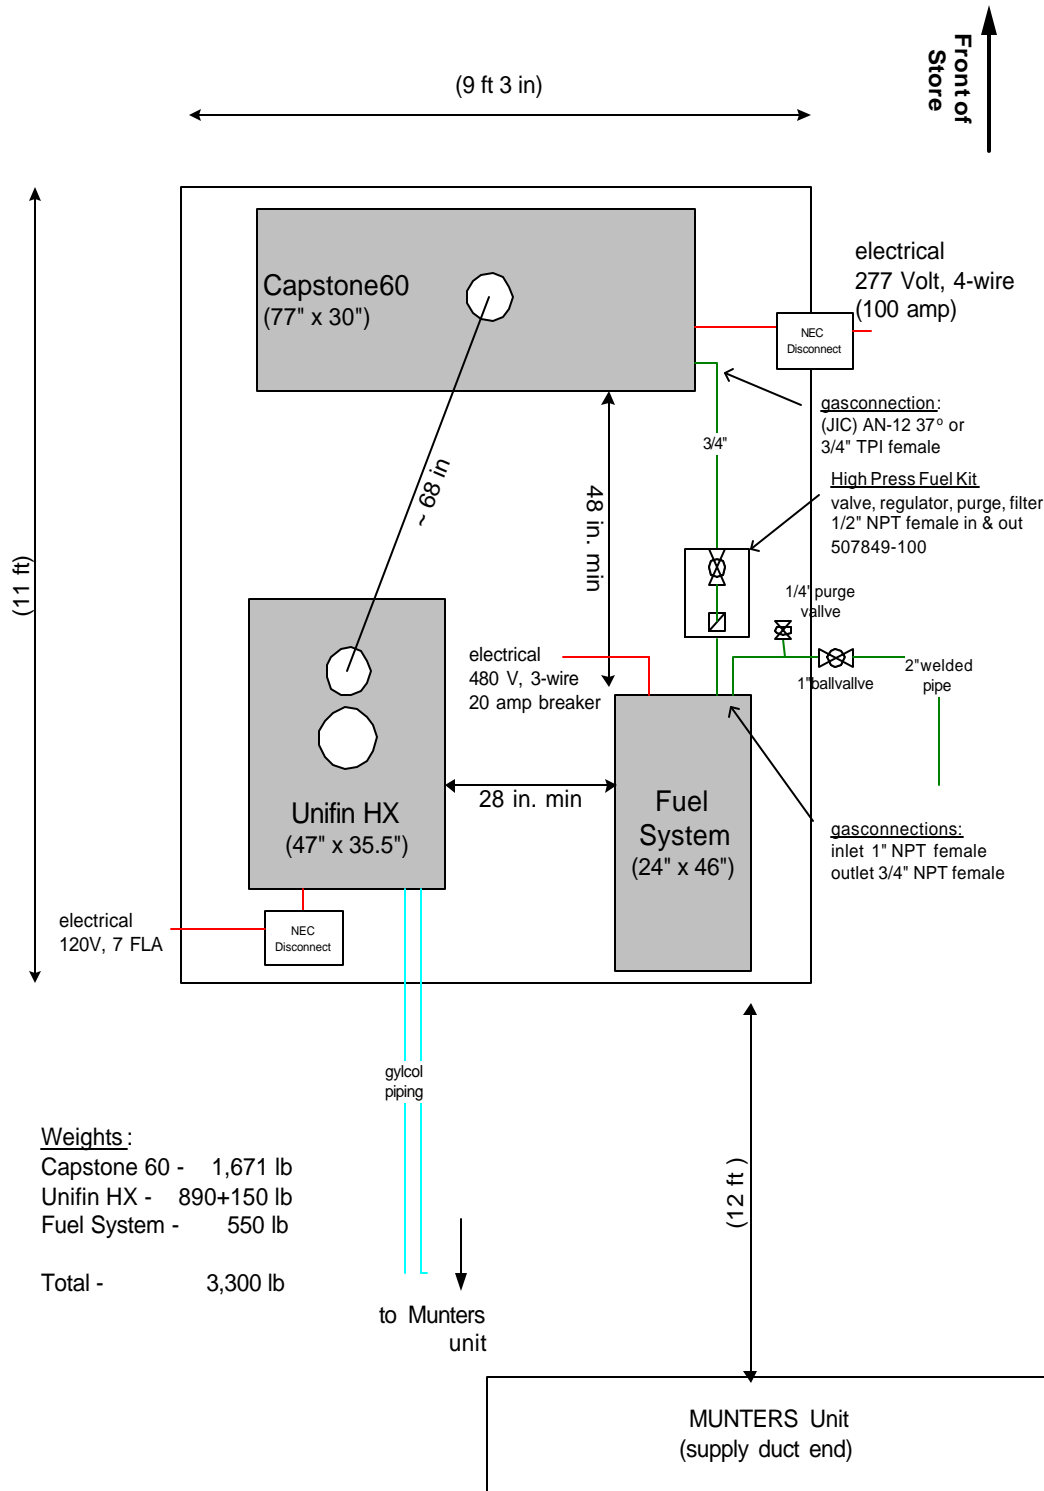 Front of
Store
(9 ft 3 in)
electrical
277 Volt, 4-wire
(100 amp)
Capstone60
(77" x 30")
NEC
Disconnect
gasconnection:
(JIC) AN-12 37º or
3/4" TPI female
3/4"
~ 68 in
High Press Fuel Kit
valve, regulator, purge, filter
1/2" NPT female in & out
507849-100
48 in. min
(11 ft)
1/4" purge
vallve
electrical
480 V, 3-wire
20 amp breaker
1"ballvallve
2"welded
pipe
28 in. min
Unifin HX
(47" x 35.5")
Fuel
System
(24" x 46")
gasconnections:
inlet 1" NPT female
outlet 3/4" NPT female
electrical
120V, 7 FLA
NEC
Disconnect
gylcol
piping
Weights:
Capstone 60 - 1,671 lb
Unifin HX - 890+150 lb
Fuel System - 550 lb
Total - 3,300 lb
(12 ft )
to Munters
unit
MUNTERS Unit
(supply duct end)